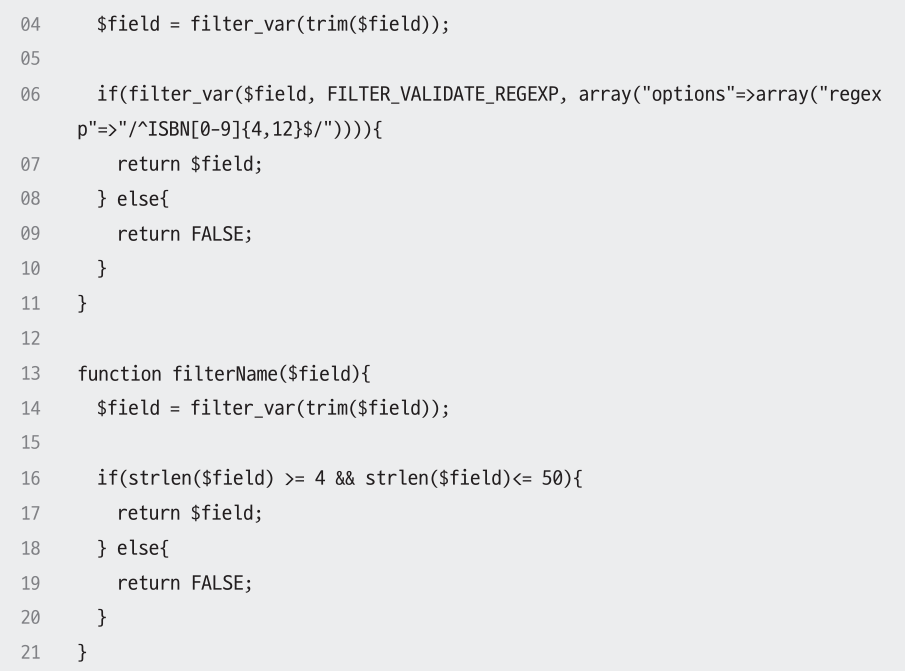 04 $field = filter_var(trim($field));
05
06 if(filter_var($field, FILTER_VALIDATE_REGEXP, array("options"=>array("regex
p"=>"/^ISBN[0-9]{4,12}$/")))){
07 return $field;
08 } else{
09 return FALSE;
10 }
11 }
12
13 function filterName($field){
14 $field = filter_var(trim($field));
15
16 if(strlen($field) >= 4 && strlen($field)<= 50){
17 return $field;
18 } else{
19 return FALSE;
20 }
21 }